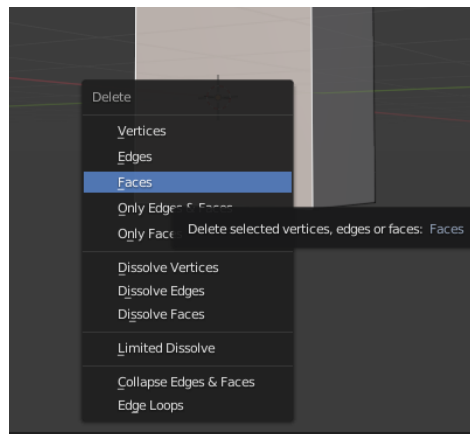 Delete
Vertices
Edges
Faces
Only Edges & Faces
Only Face
Delete selected vertices, edges or faces: Faces
Dissolve Vertices
Dissolve Edges
Dissolve Faces
Limited Dissolve
Collapse Edges & Faces
Edge Loops